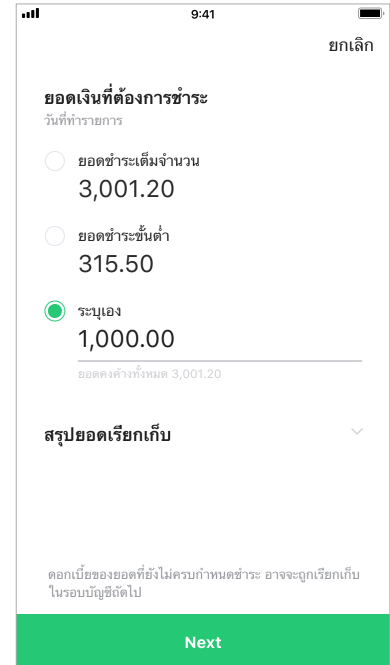 9:41
ยกเลิก
ยอดเงินที่ต้องการชำระ
วันที่ทำรายการ
ยอดชำระเต็มจำนวน
3,001.20
ยอดชำระขั้นต่ำ
315.50
ระบุเอง
1,000.00
ยอดคงค้างทั้งหมด 3,001.20
สรุปยอดเรียกเก็บ
ดอกเบี้ยของยอดที่ยังไม่ครบกำหนดชำระ อาจจะถูกเรียกเก็บ
ในรอบบัญชีถัดไป
Next